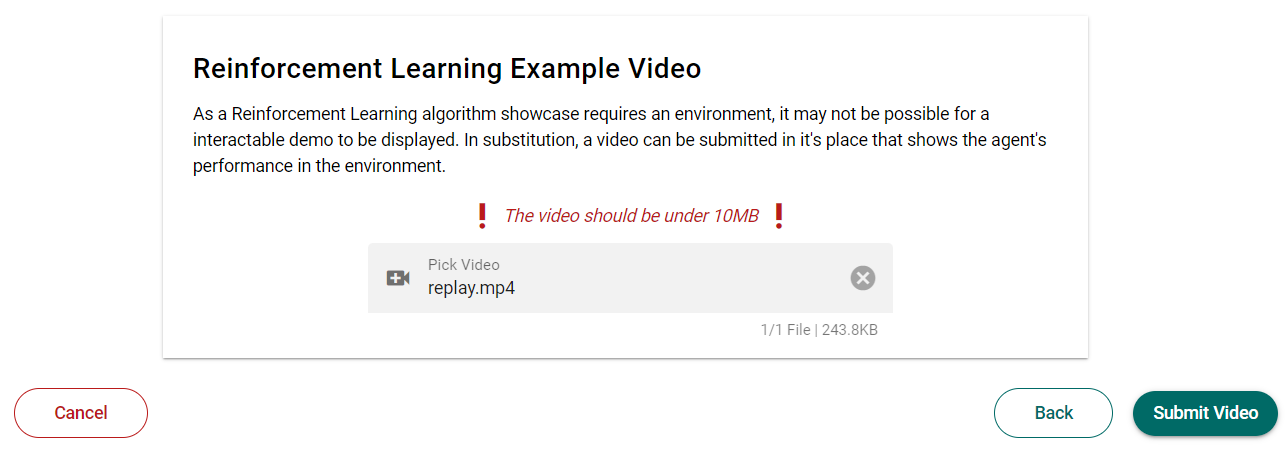 Reinforcement Learning Example Video
As a Reinforcement Learning algorithm showcase requires an environment, it may not be possible for a
interactable demo to be displayed. In substitution, a video can be submitted in it's place that shows the agent's
performance in the environment.
The video should be under 10MB
Pick Video
replay.mp4
1/1 File | 243.8KB
Cancel
Back
Submit Video